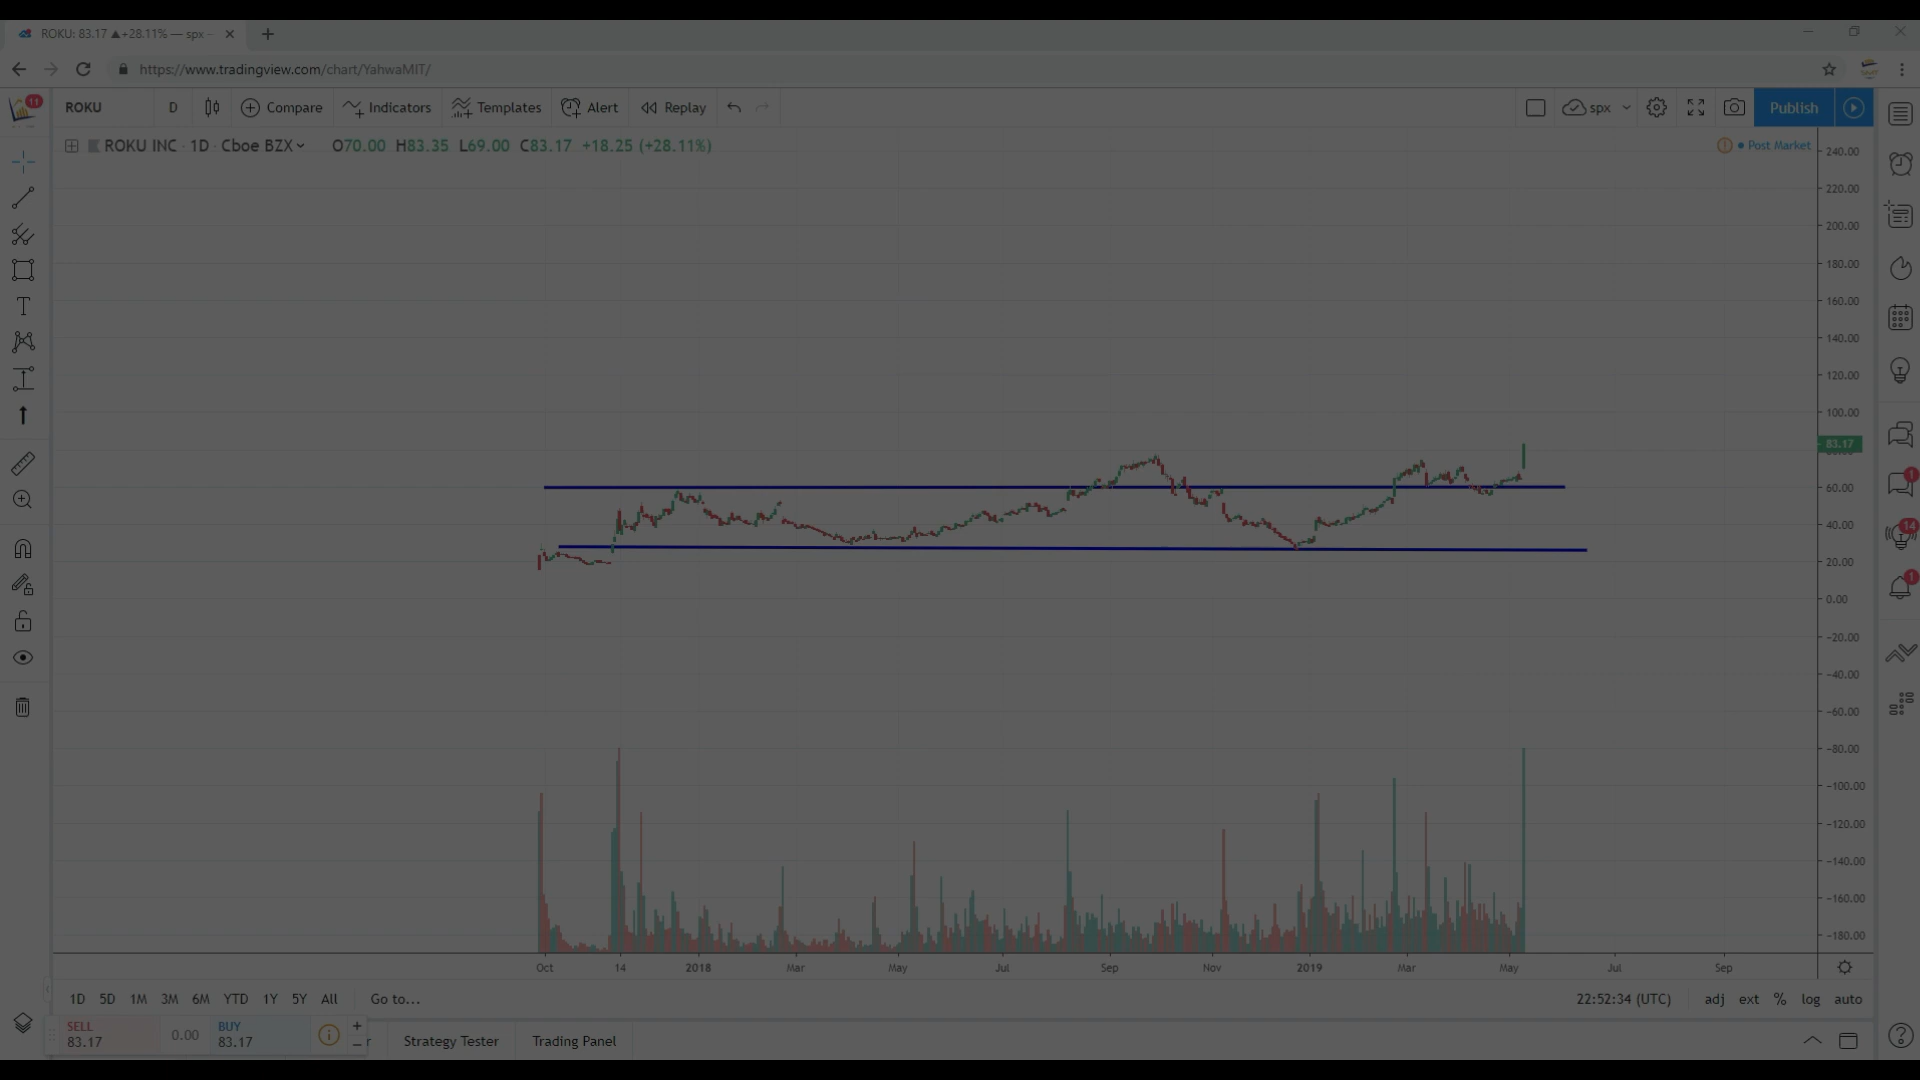 ROKU: 83.17 ▲+28.11% — spx -
https://www.tradingview.com/chart/YahwaMIT/
11
ROKU D Compare Indicators Templates Alert Replay spx Publish
ROKU INC · 1D · Cboe BZX O70.00 H83.35 L69.00 C83.17 +18.25 (+28.11%)
Post Market
240.00
220.00
200.00
180.00
160.00
140.00
120.00
100.00
83.17
60.00
40.00
20.00
0.00
-20.00
-40.00
-60.00
-80.00
-100.00
-120.00
-140.00
-160.00
-180.00
1
14
1
Oct 14 2018 Mar May Jul Sep Nov 2019 Mar May Jul Sep
1D 5D 1M 3M 6M YTD 1Y 5Y All Go to... 22:52:34 (UTC) adj ext % log auto
SELL
83.17
0.00
BUY
83.17
r Strategy Tester Trading Panel